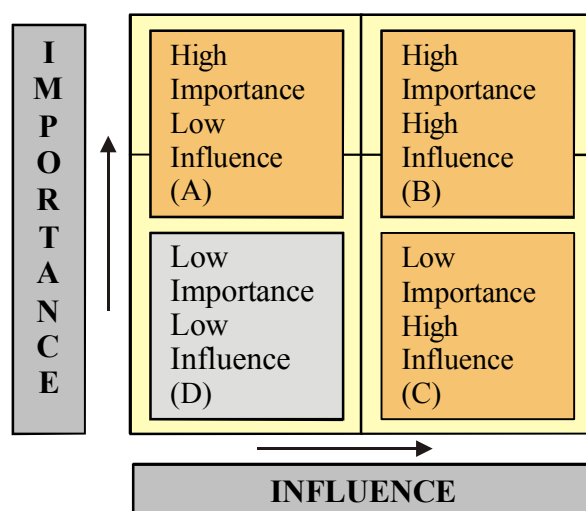 I
M
P
O
R
T
A
N
C
E
High
Importance
Low
Influence
(A)
High
Importance
High
Influence
(B)
Low
Importance
Low
Influence
(D)
Low
Importance
High
Influence
(C)
INFLUENCE